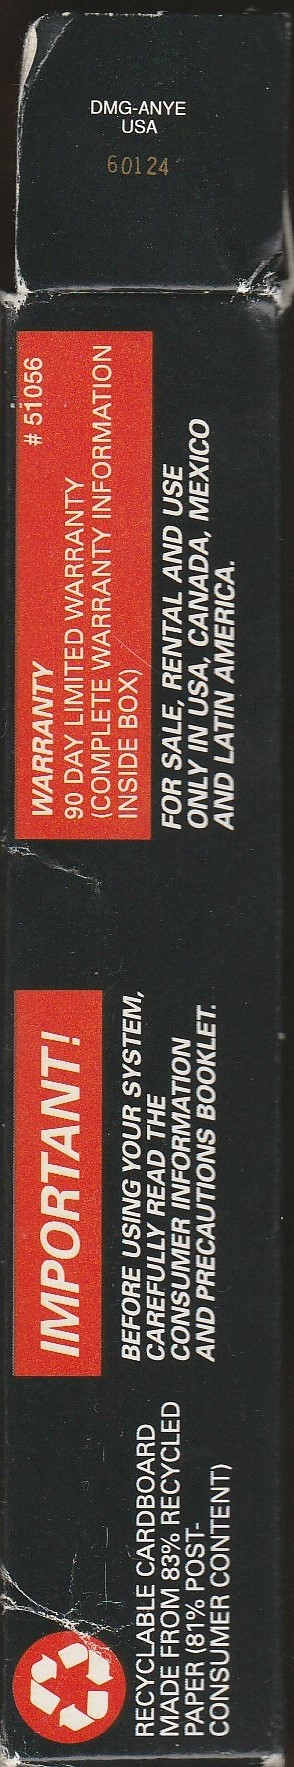 DMG-ANYE
USA
60124
# 51056
WARRANTY
90 DAY LIMITED WARRANTY
(COMPLETE WARRANTY INFORMATION
INSIDE BOX)
FOR SALE, RENTAL AND USE
ONLY IN USA, CANADA, MEXICO
AND LATIN AMERICA.
IMPORTANT!
BEFORE USING YOUR SYSTEM,
CAREFULLY READ THE
CONSUMER INFORMATION
AND PRECAUTIONS BOOKLET.
RECYCLABLE CARDBOARD
MADE FROM 83% RECYCLED
PAPER (81% POST-
CONSUMER CONTENT)